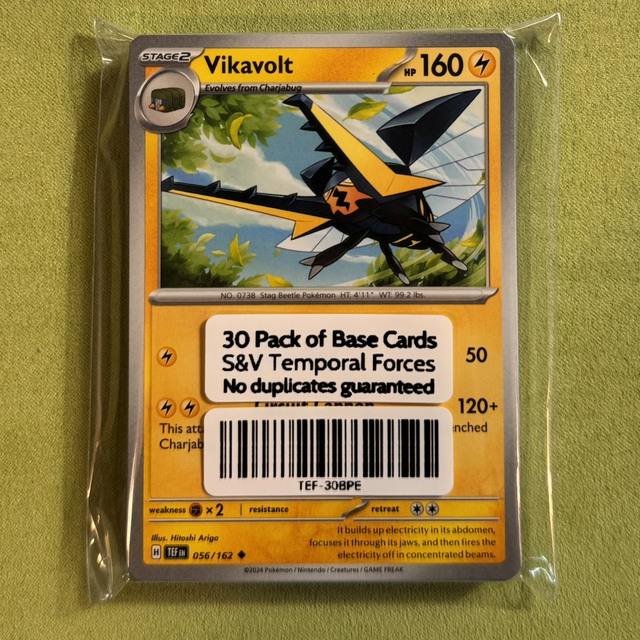 STAGE2
Vikavolt
HP 160
Evolves from Charjabug
NO. 0738 Stag Beetle Pokémon HT: 4'11" WT: 99.2 lbs.
30 Pack of Base Cards
S&V Temporal Forces
No duplicates guaranteed
50
Circuit Cannon
120+
This
Charjab
TEF-30BPE
weakness × 2 resistance retreat
Illus. Hitoshi Ariga
It builds up electricity in its abdomen,
focuses it through its jaws, and then fires the
electricity off in concentrated beams.
H TEF EN 056/162
©2024 Pokémon / Nintendo / Creatures / GAME FREAK